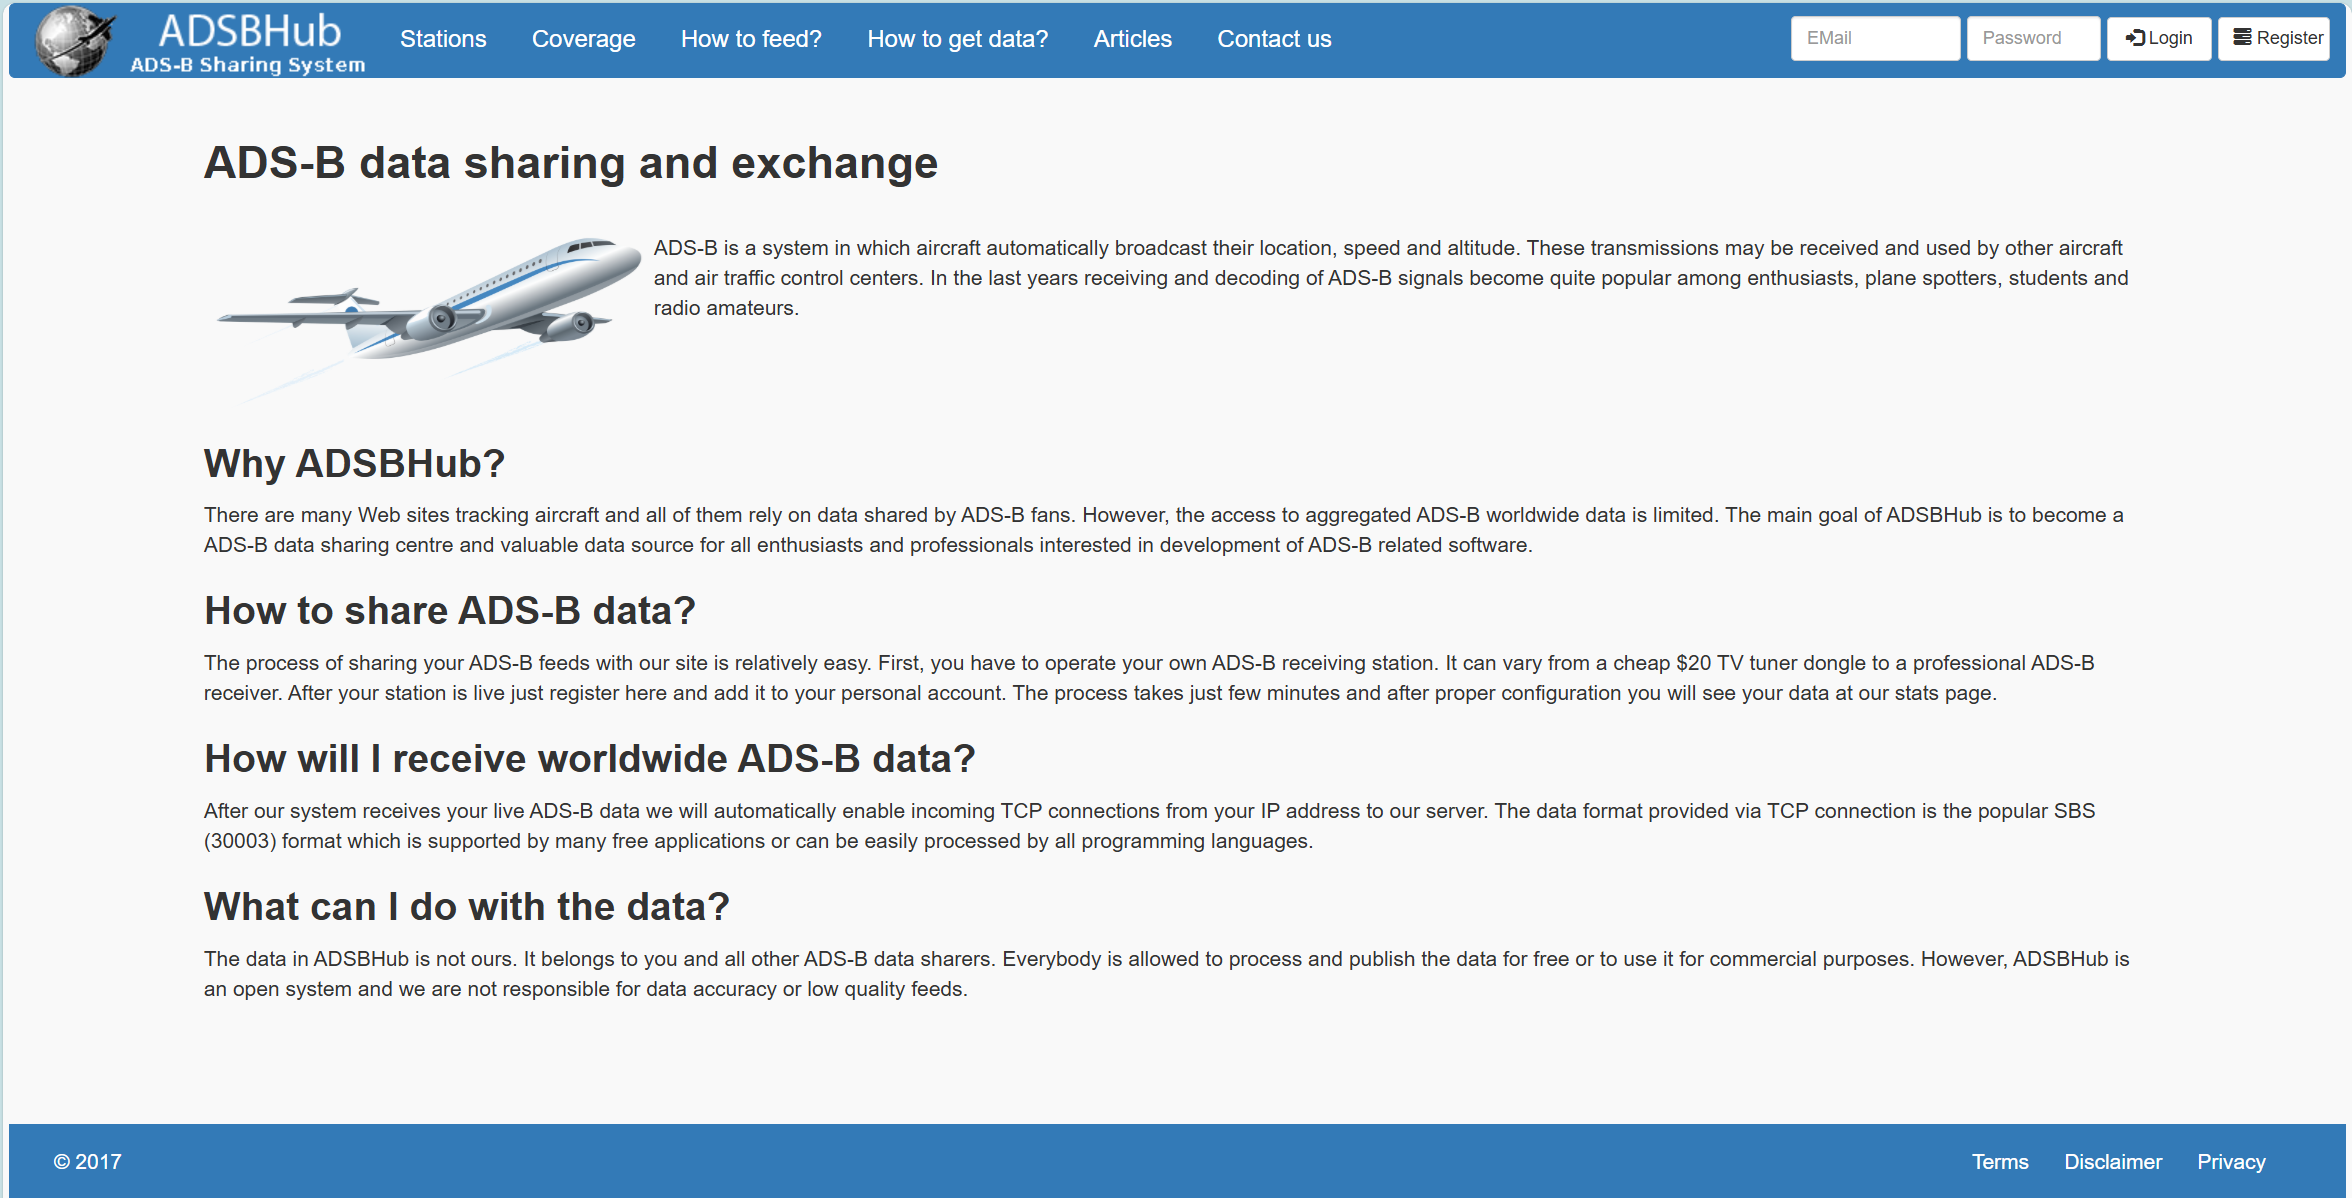 ADSBHub
ADS-B Sharing System
Stations
Coverage
How to feed?
How to get data?
Articles
Contact us
EMail
Password
Login
Register
ADS-B data sharing and exchange
ADS-B is a system in which aircraft automatically broadcast their location, speed and altitude. These transmissions may be received and used by other aircraft
and air traffic control centers. In the last years receiving and decoding of ADS-B signals become quite popular among enthusiasts, plane spotters, students and
radio amateurs.
Why ADSBHub?
There are many Web sites tracking aircraft and all of them rely on data shared by ADS-B fans. However, the access to aggregated ADS-B worldwide data is limited. The main goal of ADSBHub is to become a
ADS-B data sharing centre and valuable data source for all enthusiasts and professionals interested in development of ADS-B related software.
How to share ADS-B data?
The process of sharing your ADS-B feeds with our site is relatively easy. First, you have to operate your own ADS-B receiving station. It can vary from a cheap $20 TV tuner dongle to a professional ADS-B
receiver. After your station is live just register here and add it to your personal account. The process takes just few minutes and after proper configuration you will see your data at our stats page.
How will I receive worldwide ADS-B data?
After our system receives your live ADS-B data we will automatically enable incoming TCP connections from your IP address to our server. The data format provided via TCP connection is the popular SBS
(30003) format which is supported by many free applications or can be easily processed by all programming languages.
What can I do with the data?
The data in ADSBHub is not ours. It belongs to you and all other ADS-B data sharers. Everybody is allowed to process and publish the data for free or to use it for commercial purposes. However, ADSBHub is
an open system and we are not responsible for data accuracy or low quality feeds.
© 2017
Terms
Disclaimer
Privacy